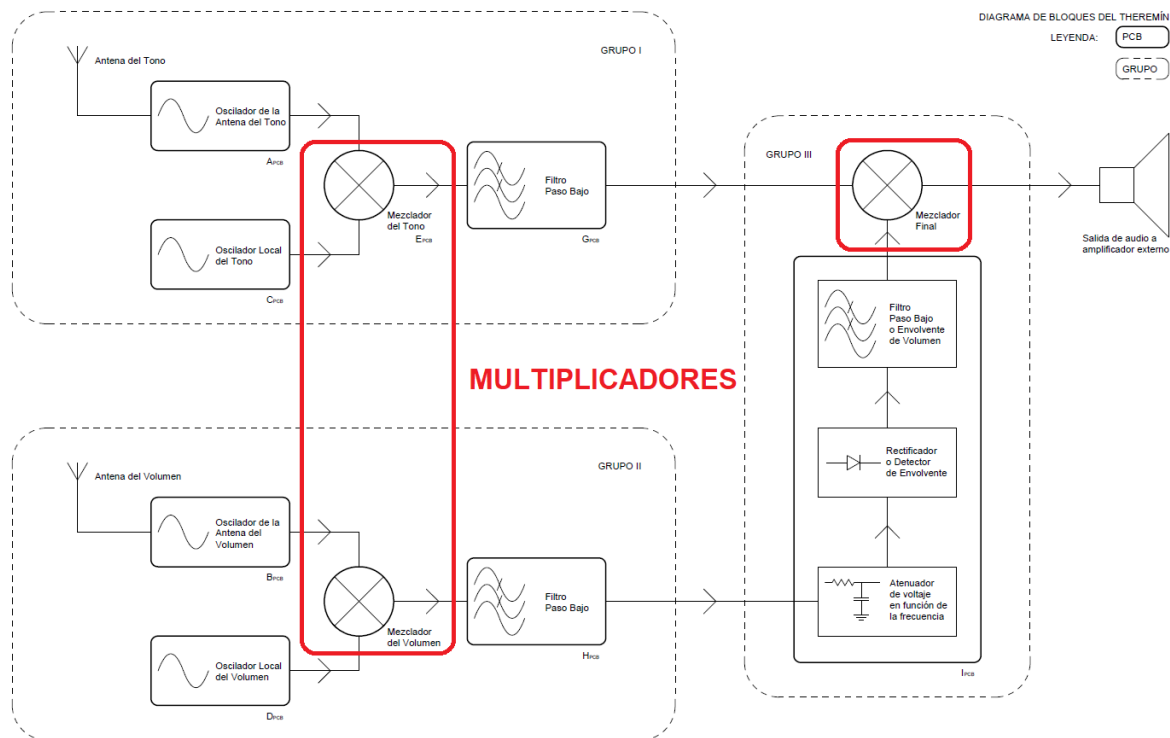 DIAGRAMA DE BLOQUES DEL THEREMÍN
LEYENDA:
PCB
GRUPO
GRUPO I
Antena del Tono
Oscilador de la
Antena del Tono
APCB
Mezclador
del Tono
EPCB
Filtro
Paso Bajo
GPCB
Oscilador Local
del Tono
CPCB
GRUPO III
Mezclador
Final
Salida de audio a
amplificador externo
Filtro
Paso Bajo
o Envolvente
de Volumen
MULTIPLICADORES
Rectificador
o Detector
de Envolvente
Atenuador
de voltaje
en función de
la frecuencia
IPCB
GRUPO II
Antena del Volumen
Oscilador de la
Antena del
Volumen
BPCB
Mezclador
del Volumen
Filtro
Paso Bajo
HPCB
Oscilador Local
del Volumen
DPCB